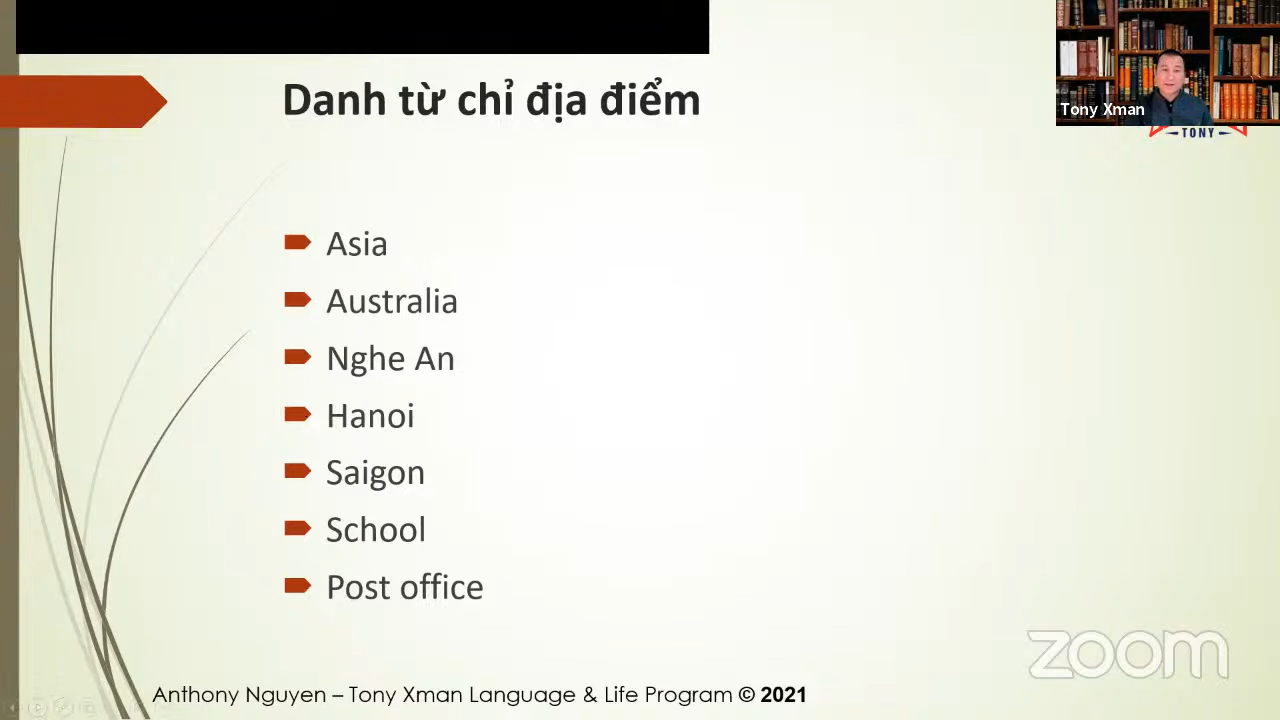 Danh từ chỉ địa điểm
Tony Xman
TONY
Asia
Australia
Nghe An
Hanoi
Saigon
School
Post office
zoom
Anthony Nguyen – Tony Xman Language & Life Program © 2021